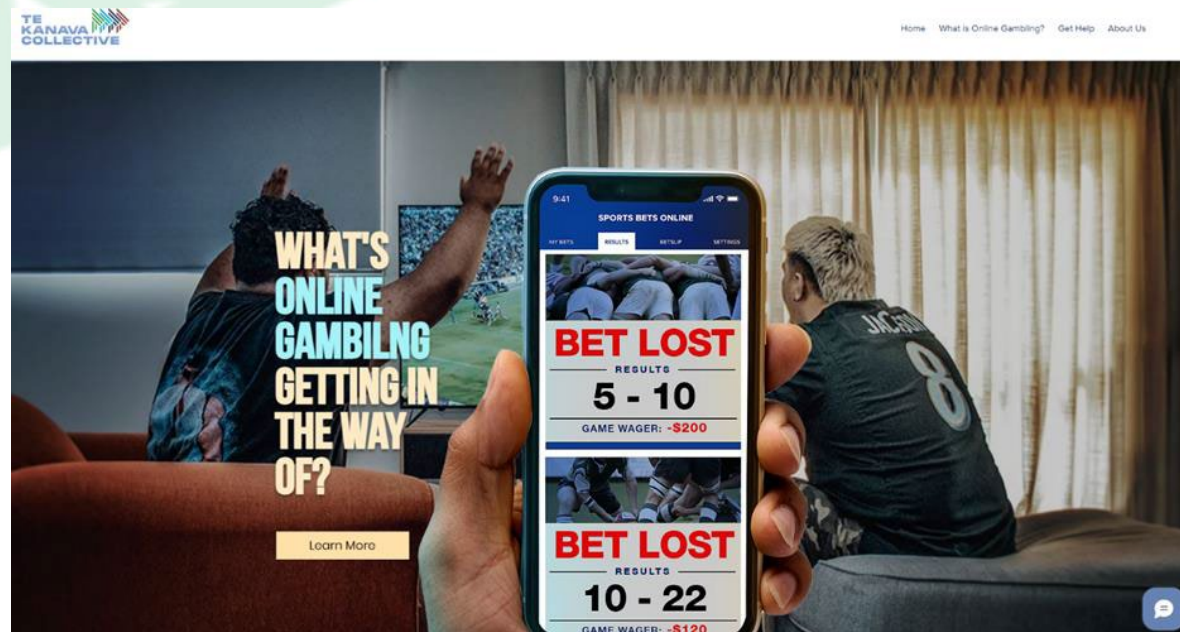 TE
KANAVA
COLLECTIVE
Home What is Online Gambling? Get Help About Us
WHAT'S
ONLINE
GAMBILNG
GETTING IN
THE WAY
OF?
Learn More
9:41
SPORTS BETS ONLINE
MY BETS RESULTS BETSLIP SETTINGS
BET LOST
RESULTS
5 - 10
GAME WAGER: -$200
BET LOST
RESULTS
10 - 22
GAME WAGER: -$120
JACKSON
8